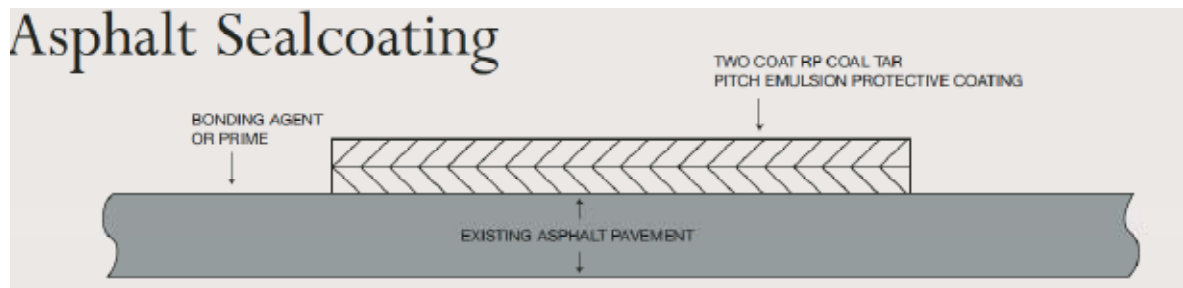 Asphalt Sealcoating
TWO COAT RP COAL TAR
PITCH EMULSION PROTECTIVE COATING
BONDING AGENT
OR PRIME
EXISTING ASPHALT PAVEMENT